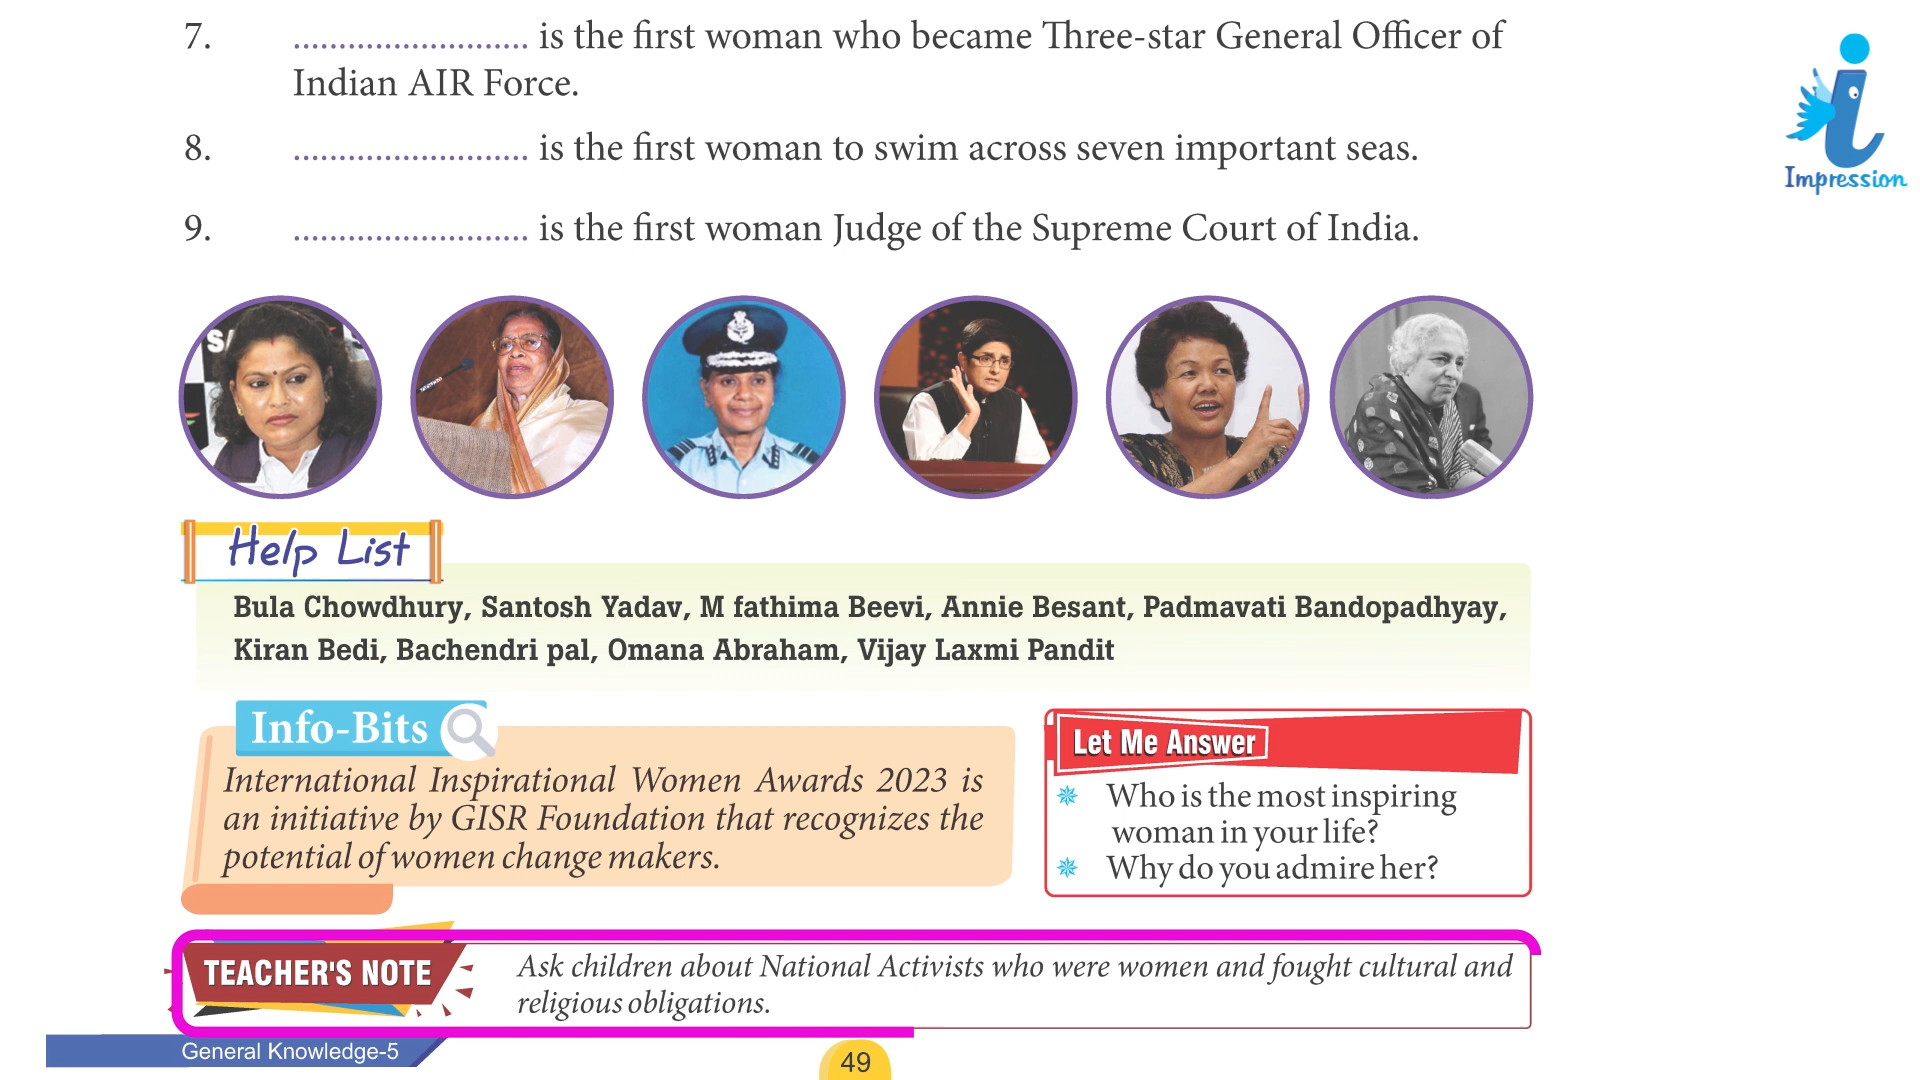 7. .......................... is the first woman who became Three-star General Officer of
Indian AIR Force.
8. .......................... is the first woman to swim across seven important seas.
9. .......................... is the first woman Judge of the Supreme Court of India.
Impression
Help List
Bula Chowdhury, Santosh Yadav, M fathima Beevi, Annie Besant, Padmavati Bandopadhyay,
Kiran Bedi, Bachendri pal, Omana Abraham, Vijay Laxmi Pandit
Info-Bits
International Inspirational Women Awards 2023 is
an initiative by GISR Foundation that recognizes the
potential of women change makers.
Let Me Answer
Who is the most inspiring
woman in your life?
Why do you admire her?
TEACHER'S NOTE
Ask children about National Activists who were women and fought cultural and
religious obligations.
General Knowledge-5
49